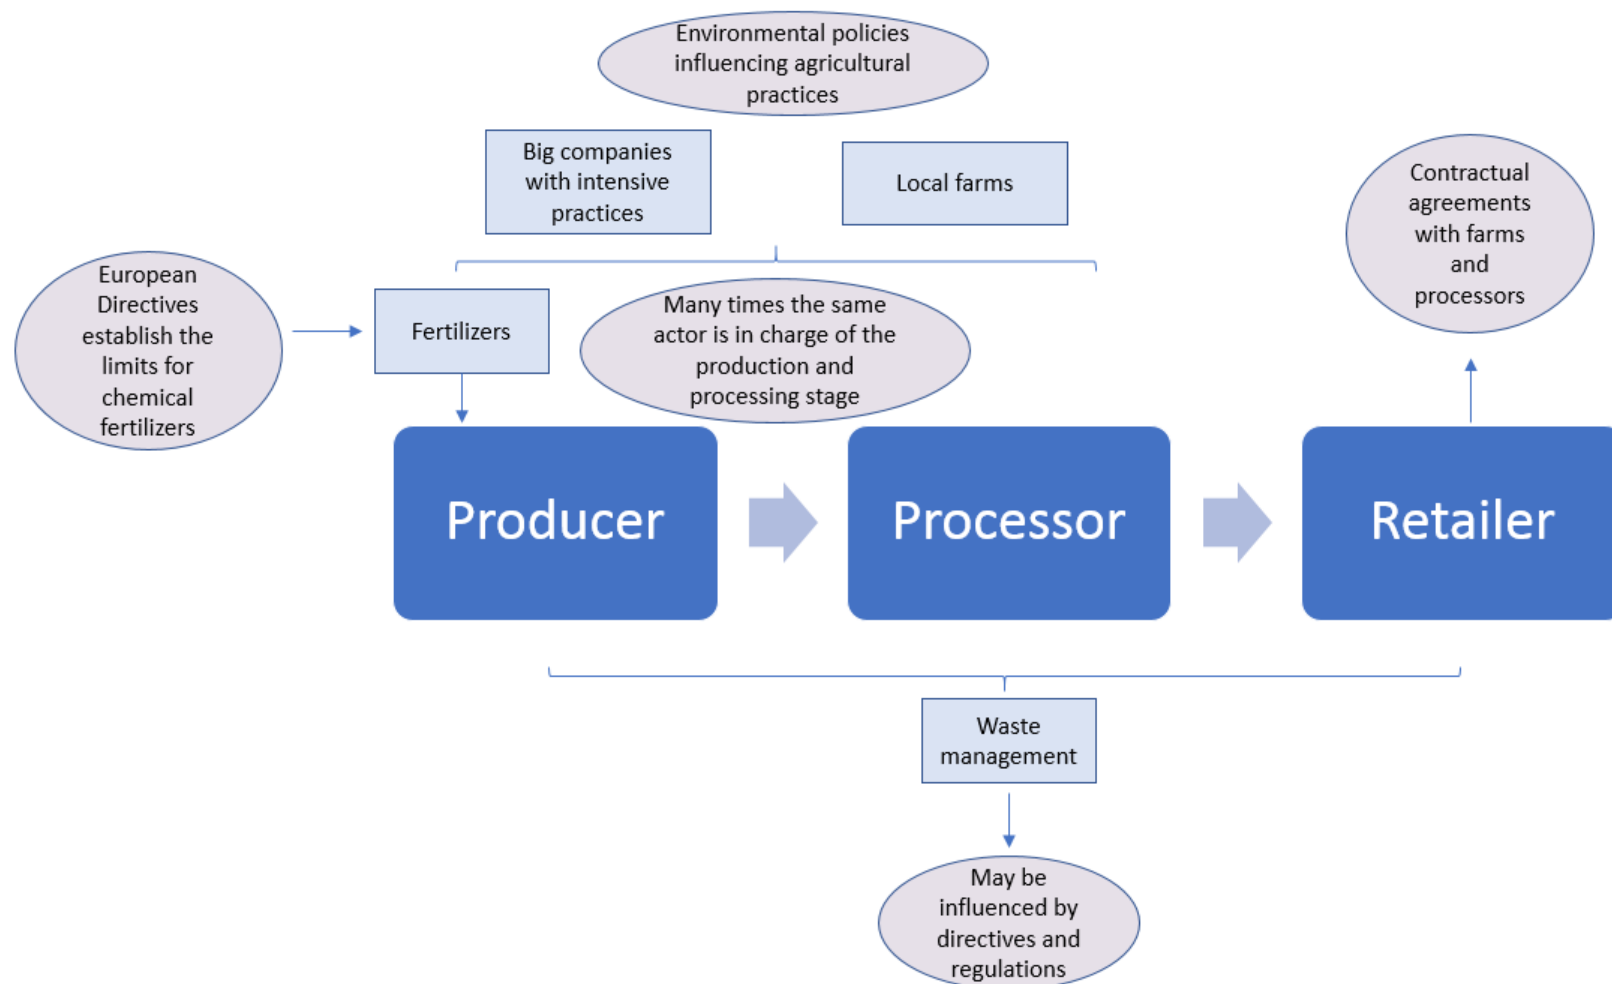 Environmental policies
influencing agricultural
practices
Big companies
with intensive
practices
Local farms
Contractual
agreements
with farms
and
processors
European
Directives
establish the
limits for
chemical
fertilizers
Fertilizers
Many times the same
actor is in charge of the
production and
processing stage
Producer
Processor
Retailer
Waste
management
May be
influenced by
directives and
regulations